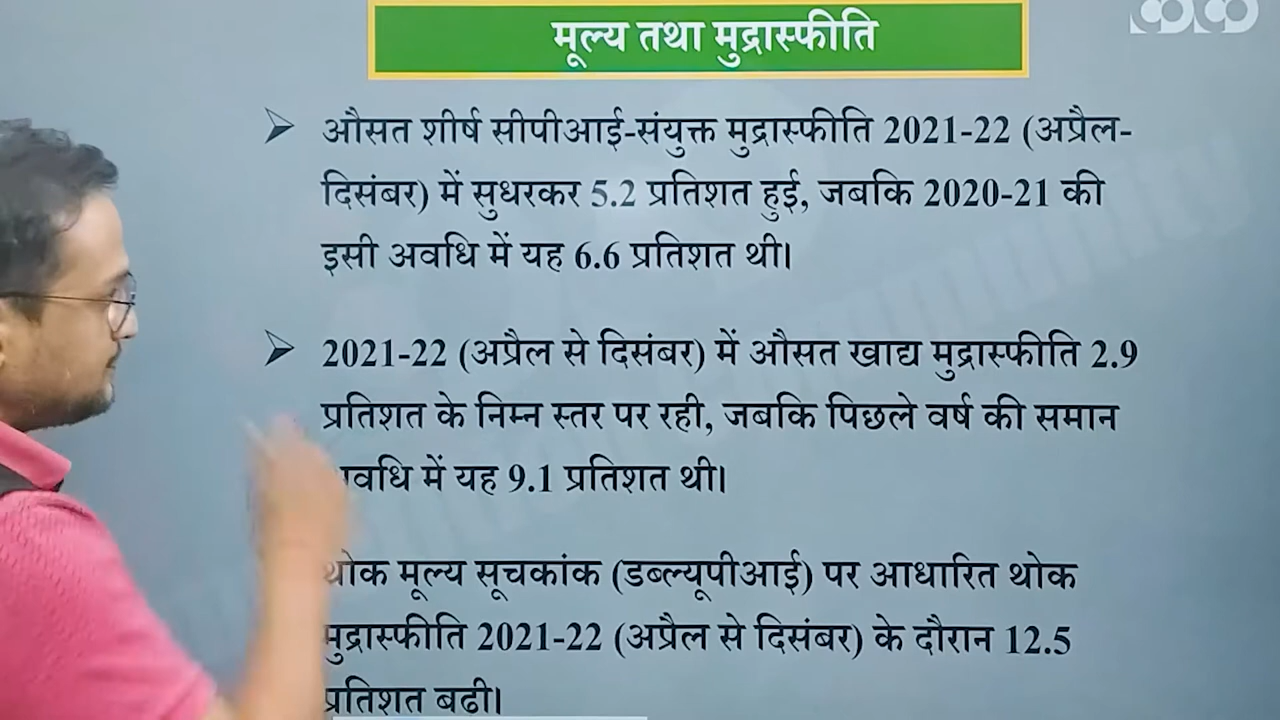 मूल्य तथा मुद्रास्फीति
औसत शीर्ष सीपीआई-संयुक्त मुद्रास्फीति 2021-22 (अप्रैल-
दिसंबर) में सुधरकर 5.2 प्रतिशत हुई, जबकि 2020-21 की
इसी अवधि में यह 6.6 प्रतिशत थी।
2021-22 (अप्रैल से दिसंबर) में औसत खाद्य मुद्रास्फीति 2.9
प्रतिशत के निम्न स्तर पर रही, जबकि पिछले वर्ष की समान
में यह 9.1 प्रतिशत थी।
थोक मूल्य सूचकांक (डब्ल्यूपीआई) पर आधारित थोक
मुद्रास्फीति 2021-22 (अप्रैल से दिसंबर) के दौरान 12.5
प्रतिशत बढी।